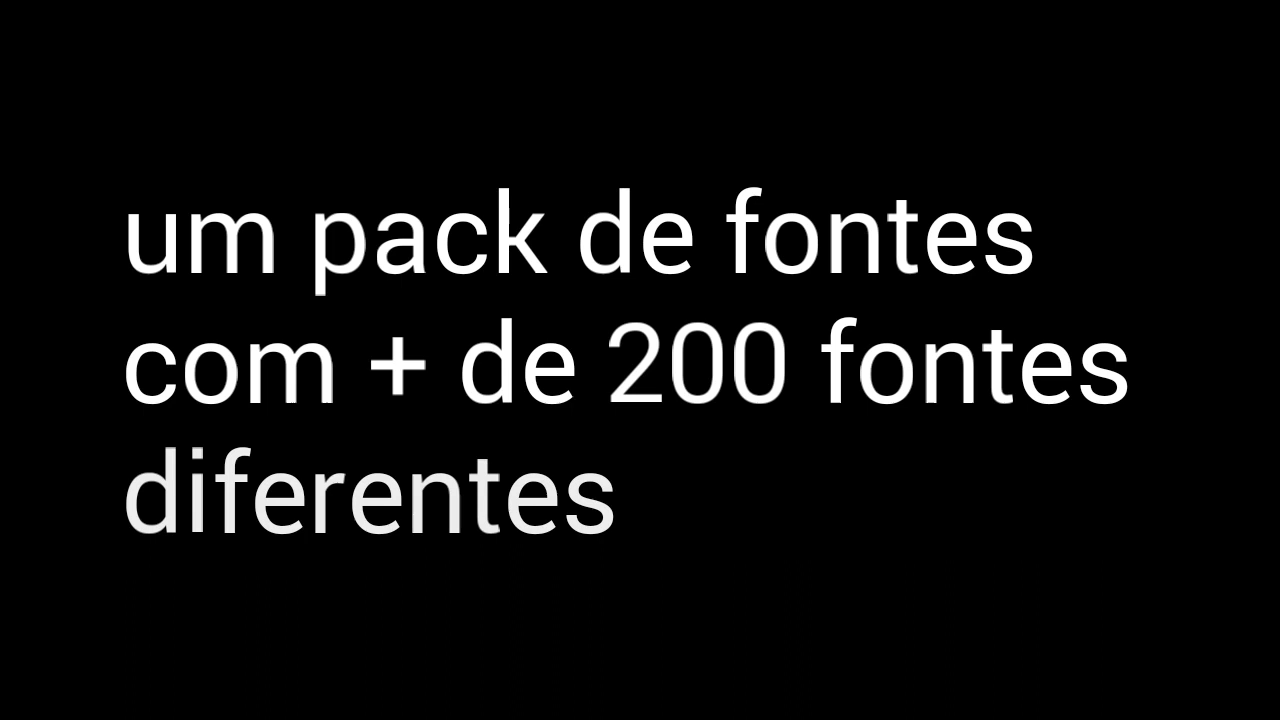 um pack de fontes
com + de 200 fontes
diferentes